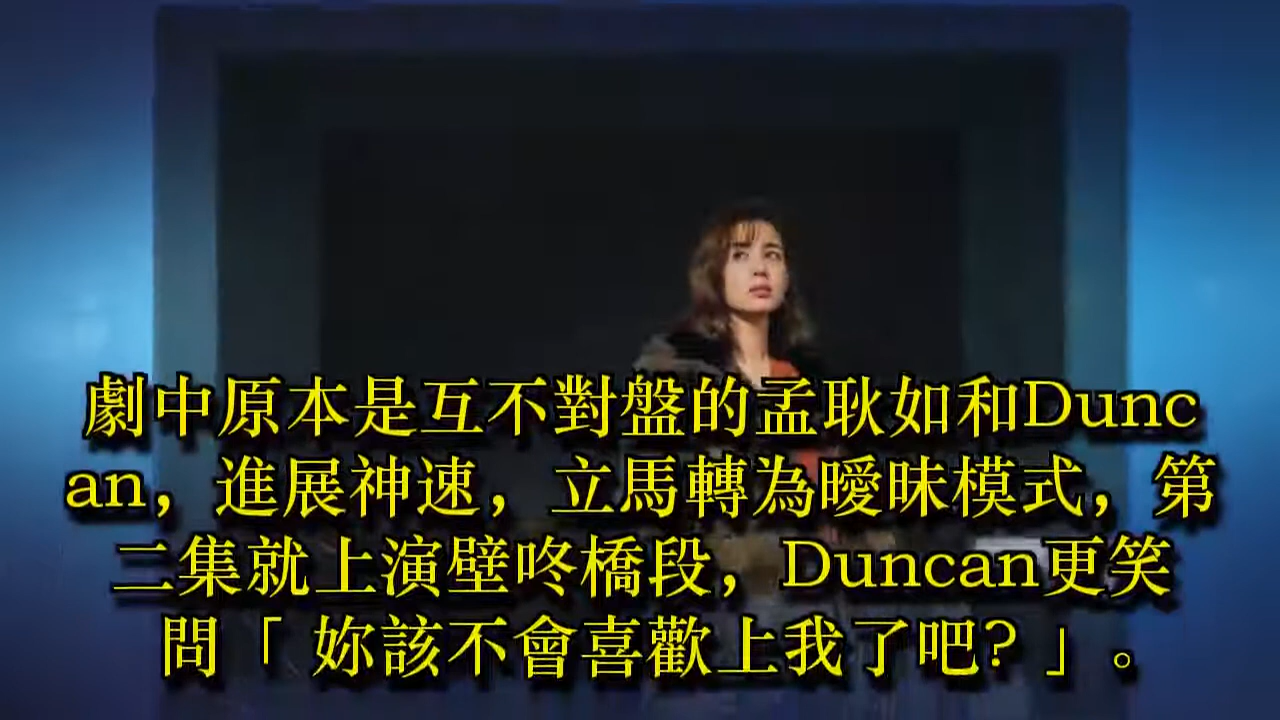 劇中原本是互不對盤的孟耿如和Dunc
an，進展神速，立馬轉為曖昧模式，第
二集就上演壁咚橋段，Duncan更笑
問「 妳該不會喜歡上我了吧？」。